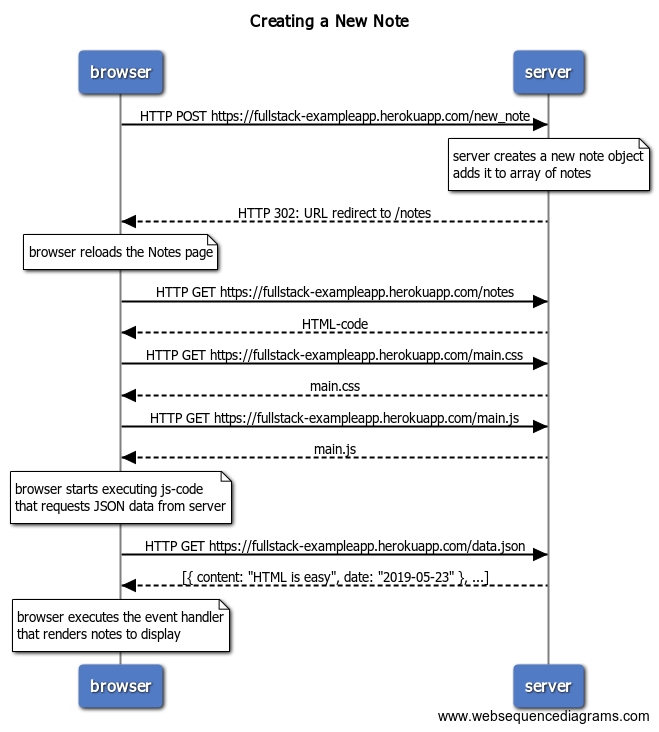 Creating a New Note
browser
server
HTTP POST https://fullstack-exampleapp.herokuapp.com/new_note
server creates a new note object
adds it to array of notes
HTTP 302: URL redirect to /notes
browser reloads the Notes page
HTTP GET https://fullstack-exampleapp.herokuapp.com/notes
HTML-code
HTTP GET https://fullstack-exampleapp.herokuapp.com/main.css
main.css
HTTP GET https://fullstack-exampleapp.herokuapp.com/main.js
main.js
browser starts executing js-code
that requests JSON data from server
HTTP GET https://fullstack-exampleapp.herokuapp.com/data.json
[{ content: "HTML is easy", date: "2019-05-23" }, ...]
browser executes the event handler
that renders notes to display
browser
server
www.websequencediagrams.com